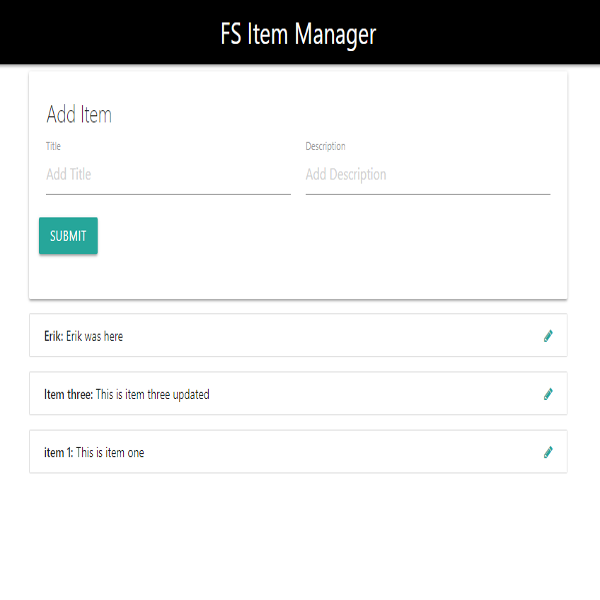 FS Item Manager
Add Item
Title Description
Add Title Add Description
SUBMIT
Erik: Erik was here
Item three: This is item three updated
item 1: This is item one